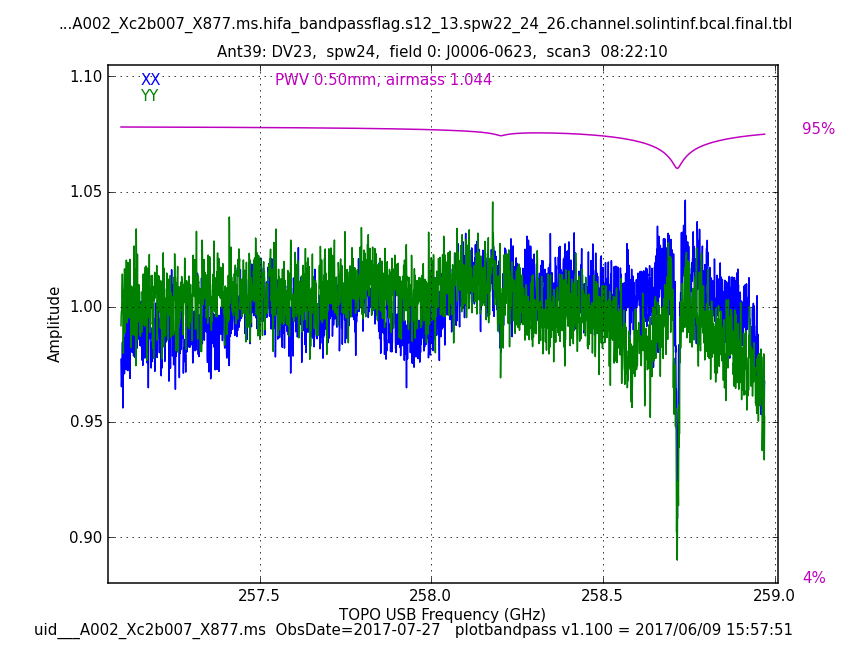 ...A002_Xc2b007_X877.ms.hifa_bandpassflag.s12_13.spw22_24_26.channel.solintinf.bcal.final.tbl
Ant39: DV23, spw24, field 0: J0006-0623, scan3 08:22:10
1.10
XX
PWV 0.50mm, airmass 1.044
YY
95%
1.05
1.00
Amplitude
0.95
0.90
4%
257.5
258.0
258.5
259.0
TOPO USB Frequency (GHz)
uid___A002_Xc2b007_X877.ms ObsDate=2017-07-27 plotbandpass v1.100 = 2017/06/09 15:57:51